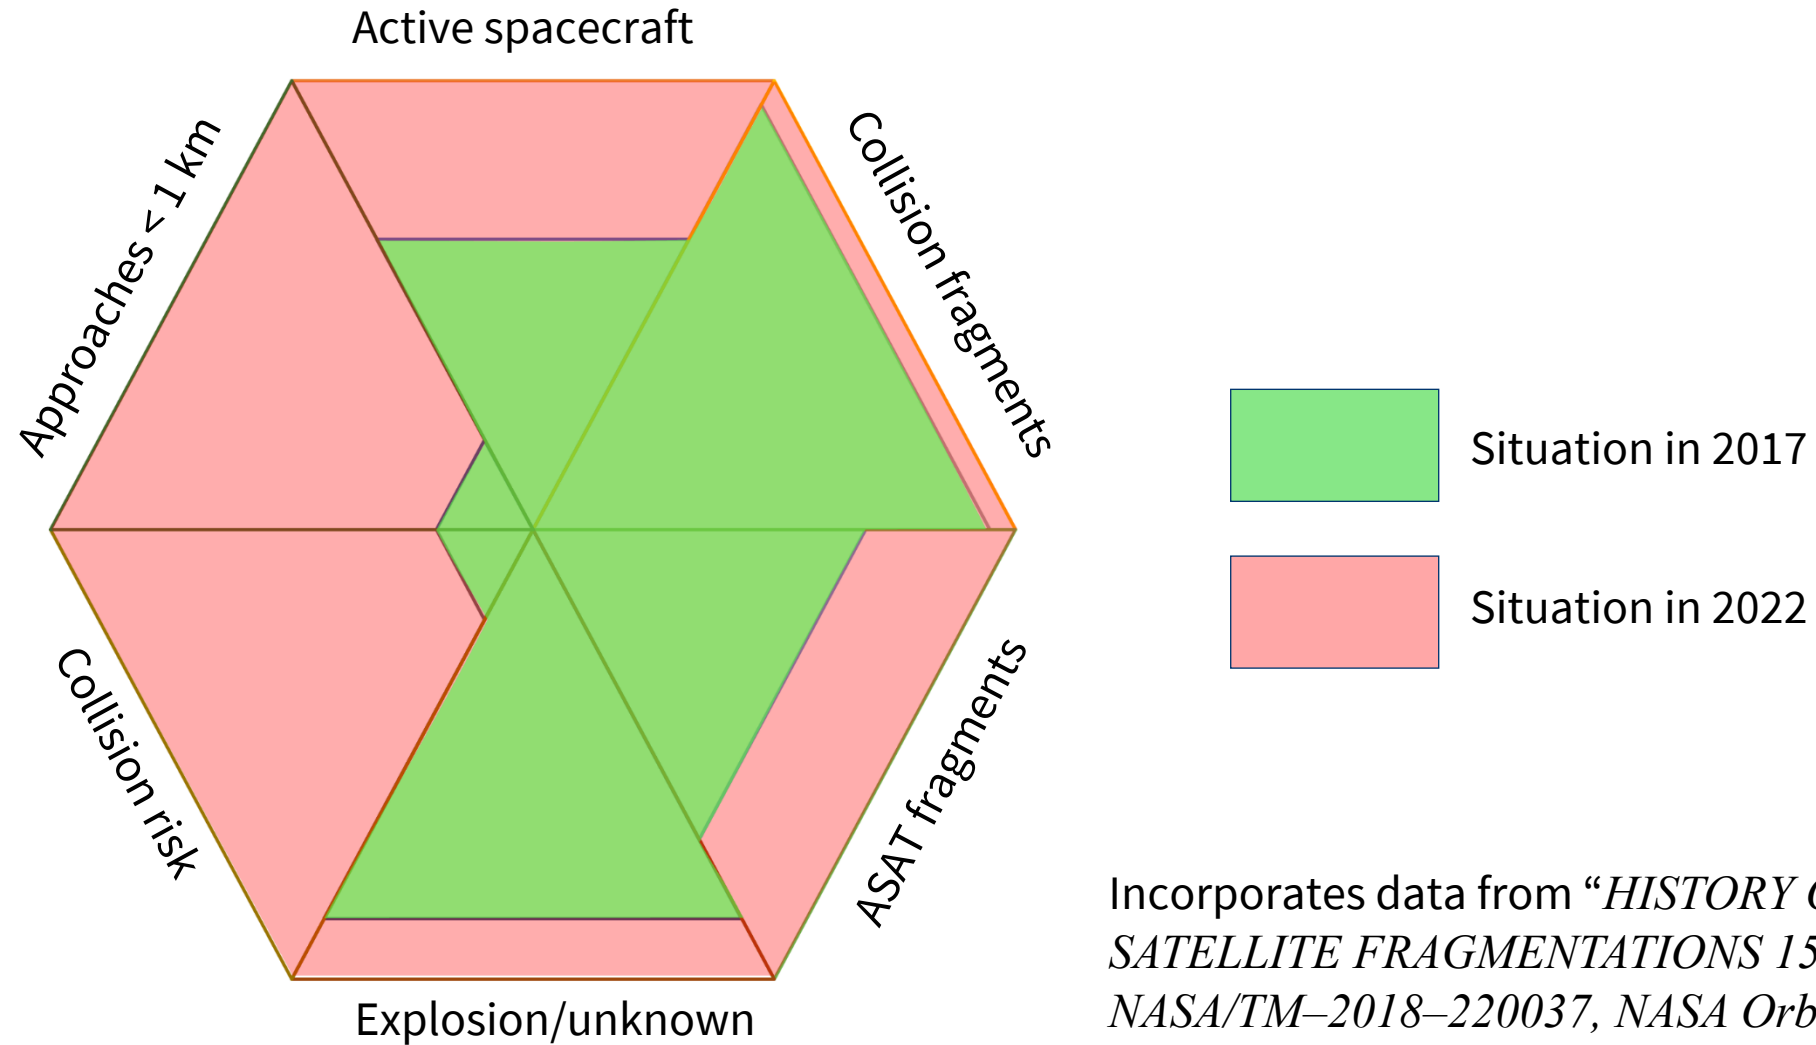 Active spacecraft
Approaches < 1 km
Collision fragments
Situation in 2017
Situation in 2022
Collision risk
ASAT fragments
Explosion/unknown
Incorporates data from “HISTORY
SATELLITE FRAGMENTATIONS 15
NASA/TM–2018–220037, NASA Orb